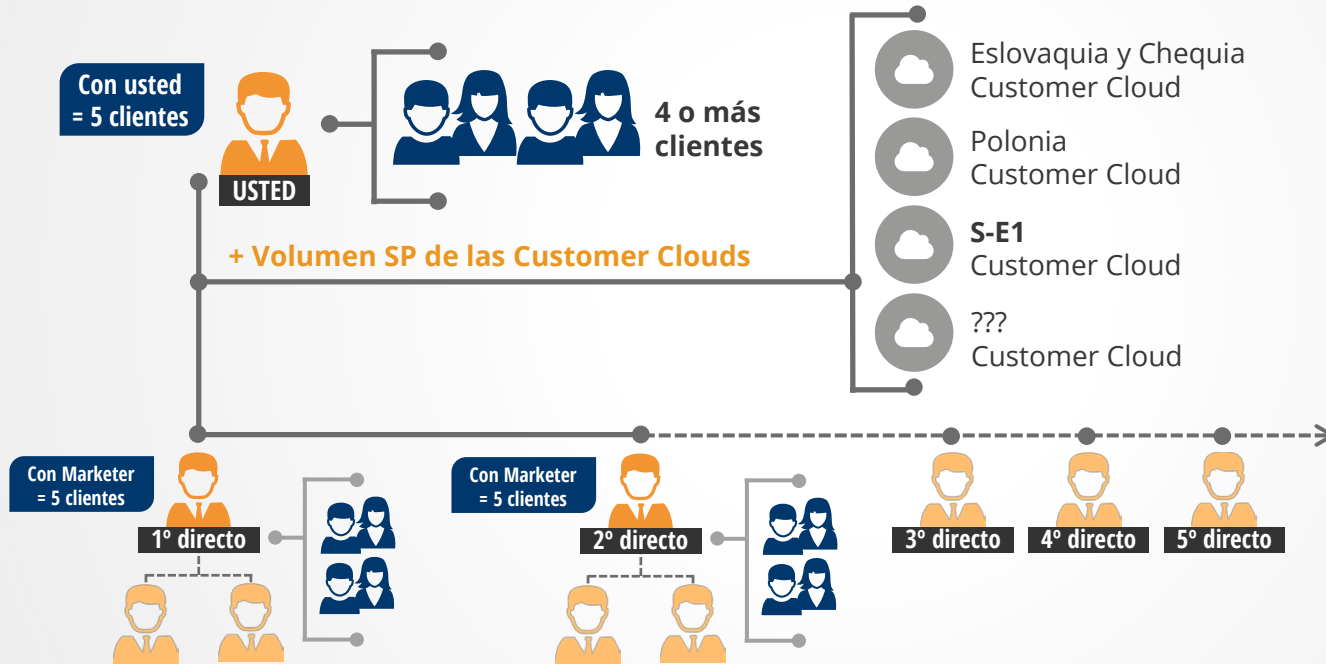 Con usted
= 5 clientes
USTED
4 o más
clientes
Eslovaquia y Chequia
Customer Cloud
Polonia
Customer Cloud
S-E1
Customer Cloud
???
Customer Cloud
+ Volumen SP de las Customer Clouds
Con Marketer
= 5 clientes
1º directo
Con Marketer
= 5 clientes
2º directo
3º directo
4º directo
5º directo